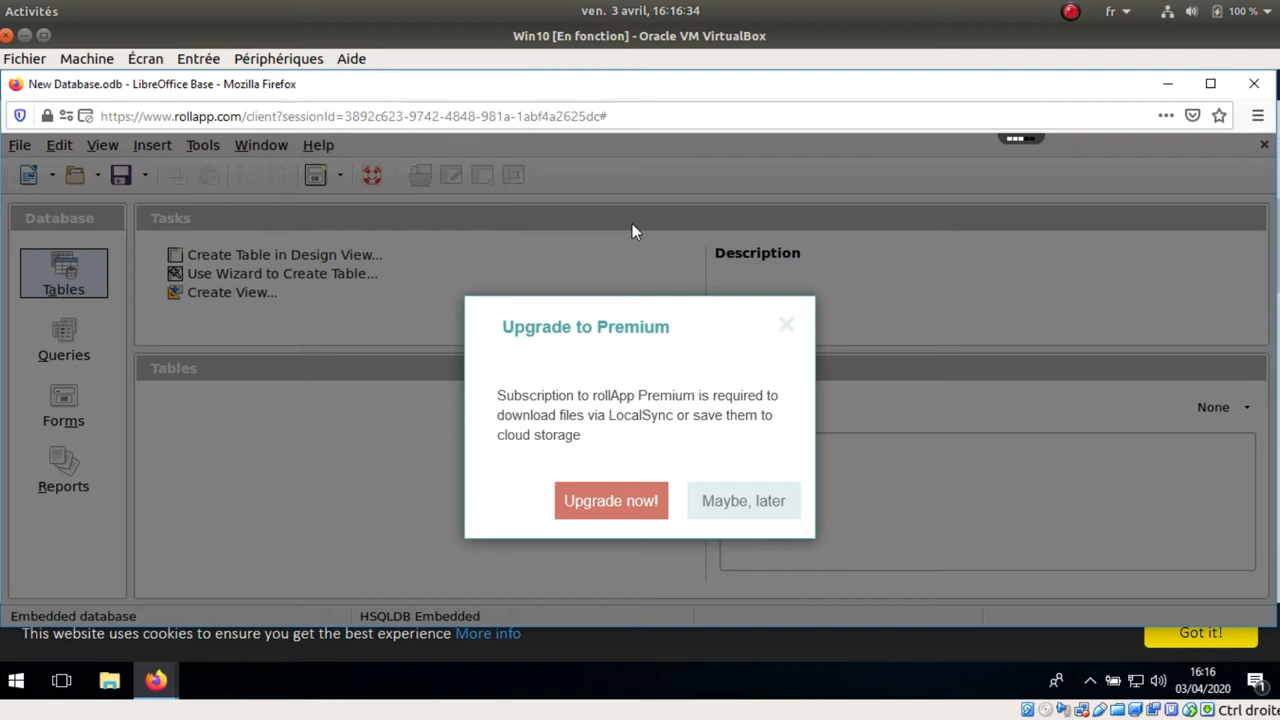 Activités
ven. 3 avril, 16:16:34
fr
100 %
Win10 [En fonction] - Oracle VM VirtualBox
Fichier Machine Écran Entrée Périphériques Aide
New Database.odb - LibreOffice Base - Mozilla Firefox
https://www.rollapp.com/client?sessionId=3892c623-9742-4848-981a-1abf4a2625dc#
File Edit View Insert Tools Window Help
Database
Tasks
Tables
Queries
Forms
Reports
Create Table in Design View...
Use Wizard to Create Table...
Create View...
Description
Tables
None
Upgrade to Premium
Subscription to rollApp Premium is required to
download files via LocalSync or save them to
cloud storage
Upgrade now!
Maybe, later
Embedded database
HSQLDB Embedded
This website uses cookies to ensure you get the best experience More info
Got it!
16:16
03/04/2020
1
Ctrl droite